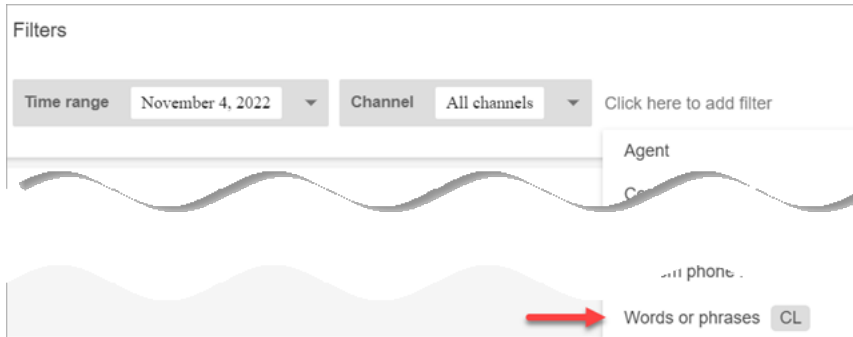 Filters
Time range November 4, 2022 Channel All channels Click here to add filter
Agent
phone
Words or phrases CL